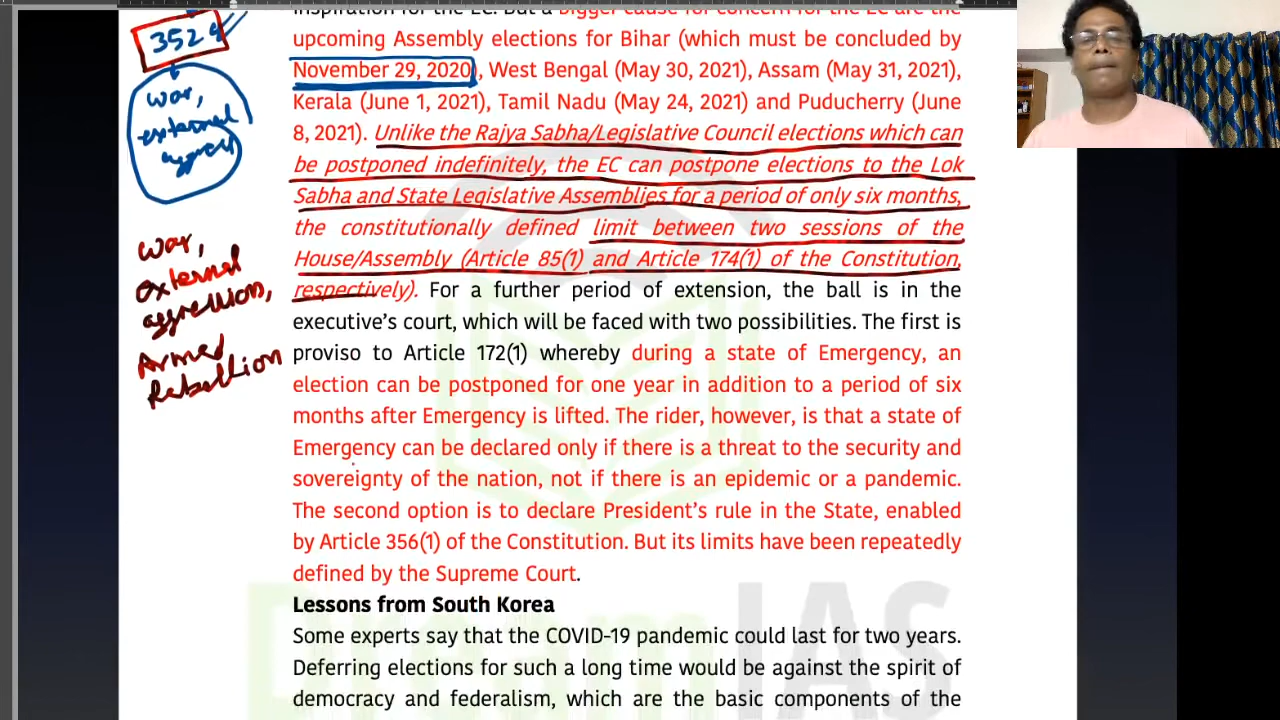 inspiration for the EC. But a bigger cause for concern for the EC are the
upcoming Assembly elections for Bihar (which must be concluded by
November 29, 2020), West Bengal (May 30, 2021), Assam (May 31, 2021),
Kerala (June 1, 2021), Tamil Nadu (May 24, 2021) and Puducherry (June
8, 2021). Unlike the Rajya Sabha/Legislative Council elections which can
be postponed indefinitely, the EC can postpone elections to the Lok
Sabha and State Legislative Assemblies for a period of only six months,
the constitutionally defined limit between two sessions of the
House/Assembly (Article 85(1) and Article 174(1) of the Constitution,
respectively). For a further period of extension, the ball is in the
executive's court, which will be faced with two possibilities. The first is
proviso to Article 172(1) whereby during a state of Emergency, an
election can be postponed for one year in addition to a period of six
months after Emergency is lifted. The rider, however, is that a state of
Emergency can be declared only if there is a threat to the security and
sovereignty of the nation, not if there is an epidemic or a pandemic.
The second option is to declare President's rule in the State, enabled
by Article 356(1) of the Constitution. But its limits have been repeatedly
defined by the Supreme Court.
Lessons from South Korea
Some experts say that the COVID-19 pandemic could last for two years.
Deferring elections for such a long time would be against the spirit of
democracy and federalism, which are the basic components of the
war,
external
war,
external
aggression,
Armed
Rebellion
Dream IAS